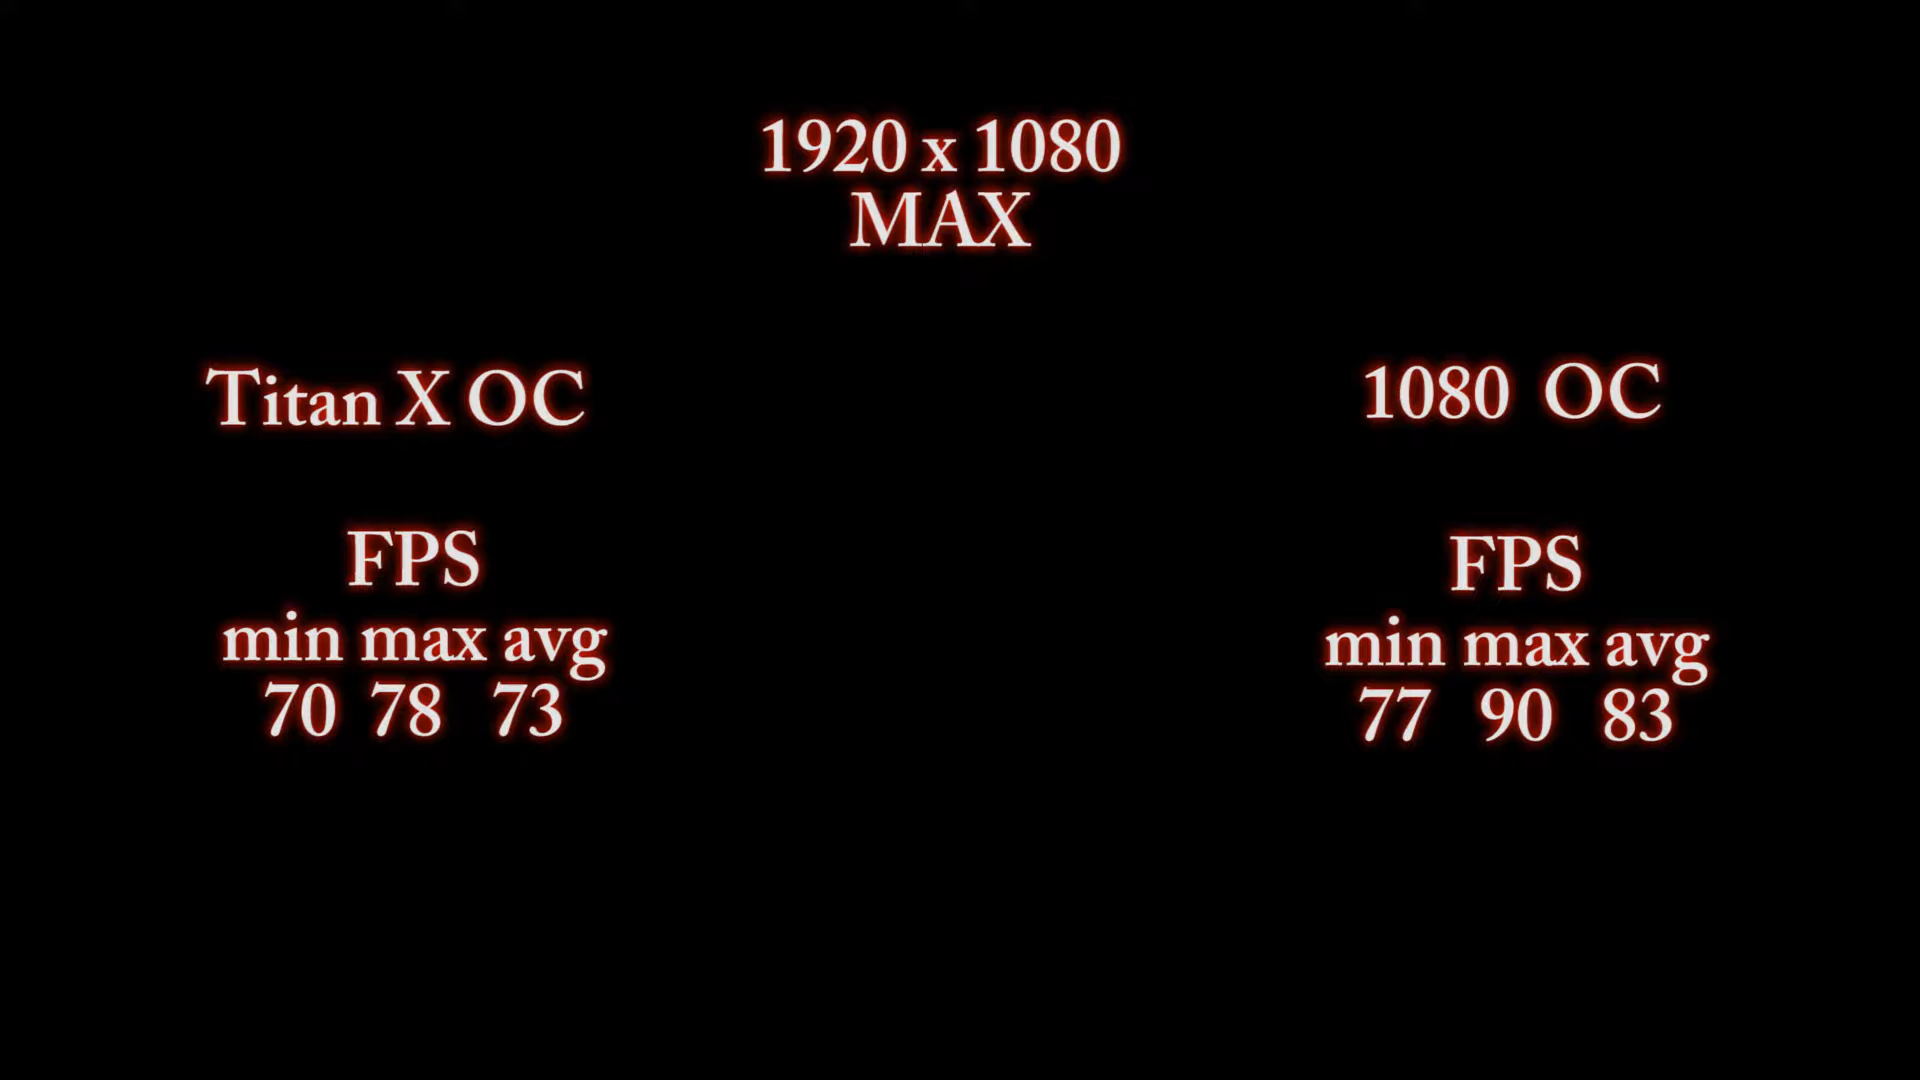 1920 x 1080
MAX
Titan X OC
FPS
min max avg
70 78 73
1080 OC
FPS
min max avg
77 90 83